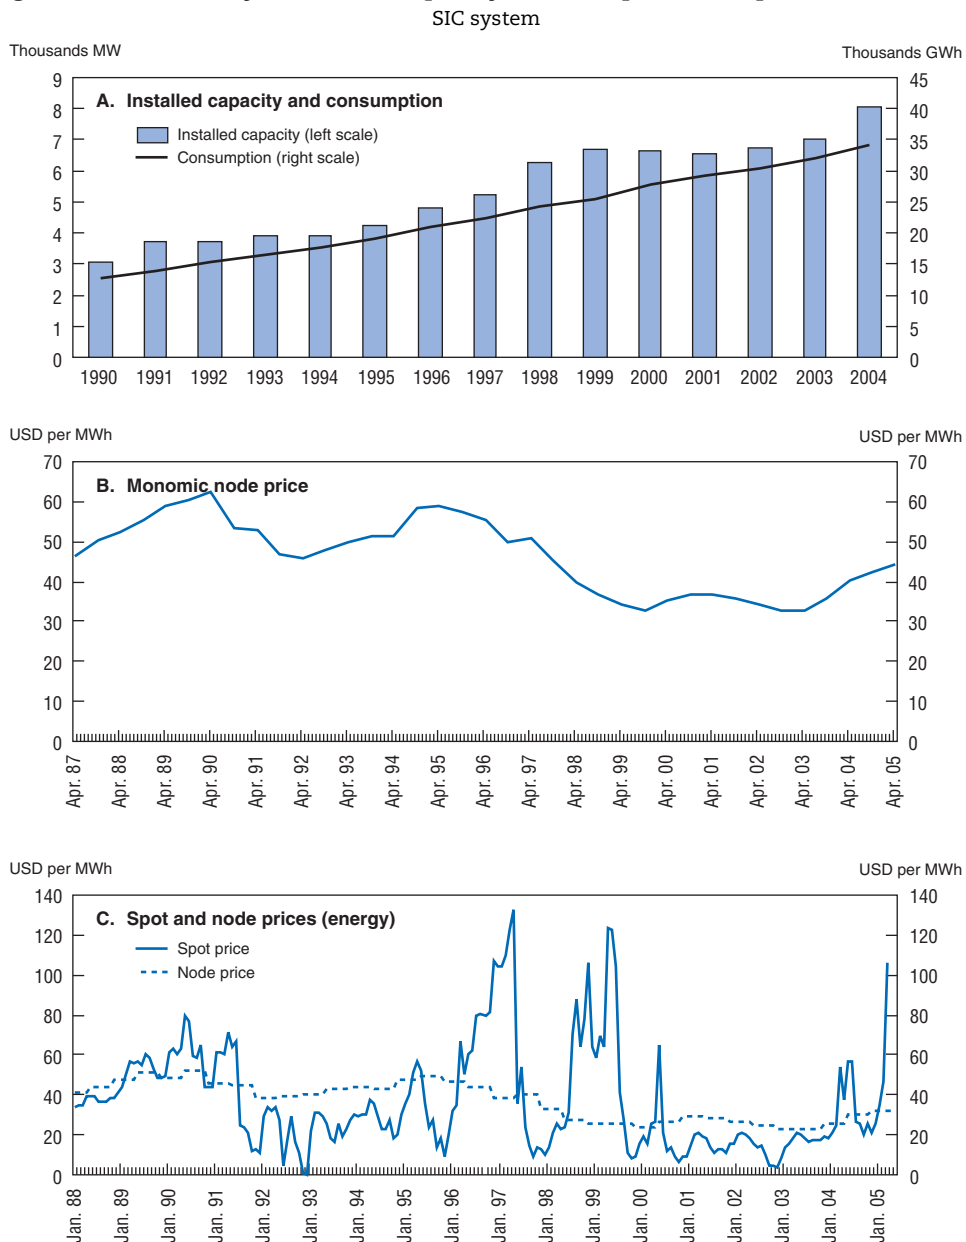 SIC system
Thousands MW
Thousands GWh
A. Installed capacity and consumption
Installed capacity (left scale)
Consumption (right scale)
9 45
8 40
7 35
6 30
5 25
4 20
3 15
2 10
1 5
0 0
1990 1991 1992 1993 1994 1995 1996 1997 1998 1999 2000 2001 2002 2003 2004
USD per MWh
USD per MWh
B. Monomic node price
70 70
60 60
50 50
40 40
30 30
20 20
10 10
0 0
Apr. 87 Apr. 88 Apr. 89 Apr. 90 Apr. 91 Apr. 92 Apr. 93 Apr. 94 Apr. 95 Apr. 96 Apr. 97 Apr. 98 Apr. 99 Apr. 00 Apr. 01 Apr. 02 Apr. 03 Apr. 04 Apr. 05
USD per MWh
USD per MWh
C. Spot and node prices (energy)
Spot price
Node price
140 140
120 120
100 100
80 80
60 60
40 40
20 20
0 0
Jan. 88 Jan. 89 Jan. 90 Jan. 91 Jan. 92 Jan. 93 Jan. 94 Jan. 95 Jan. 96 Jan. 97 Jan. 98 Jan. 99 Jan. 00 Jan. 01 Jan. 02 Jan. 03 Jan. 04 Jan. 05